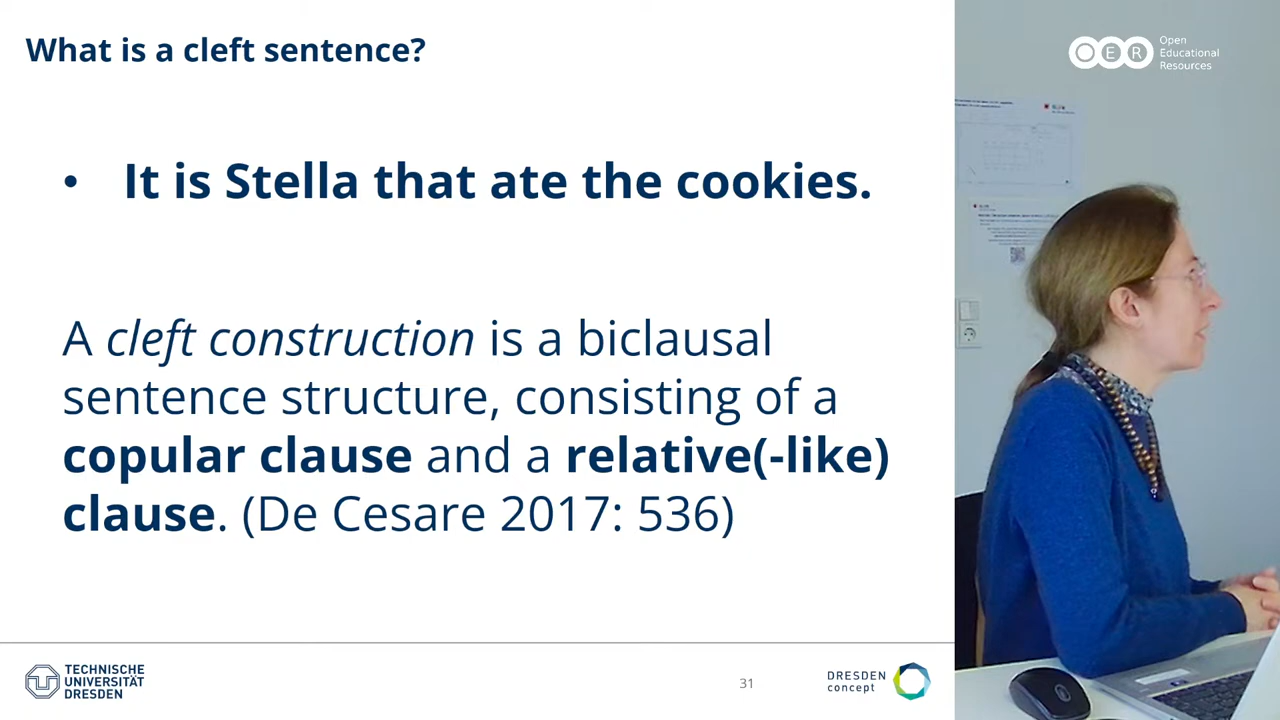 What is a cleft sentence?
• It is Stella that ate the cookies.
A cleft construction is a biclausal
sentence structure, consisting of a
copular clause and a relative(-like)
clause. (De Cesare 2017: 536)
TECHNISCHE
UNIVERSITÄT
DRESDEN
31
DRESDEN
concept
OER
Open
Educational
Resources